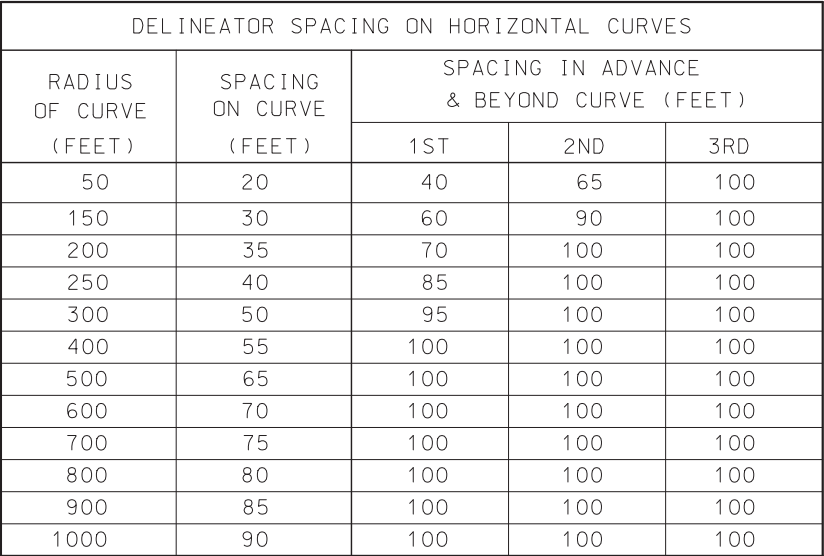 DELINEATOR SPACING ON HORIZONTAL CURVES
RADIUS OF CURVE (FEET)
SPACING ON CURVE (FEET)
SPACING IN ADVANCE & BEYOND CURVE (FEET)
1ST 2ND 3RD
50 20 40 65 100
150 30 60 90 100
200 35 70 100 100
250 40 85 100 100
300 50 95 100 100
400 55 100 100 100
500 65 100 100 100
600 70 100 100 100
700 75 100 100 100
800 80 100 100 100
900 85 100 100 100
1000 90 100 100 100